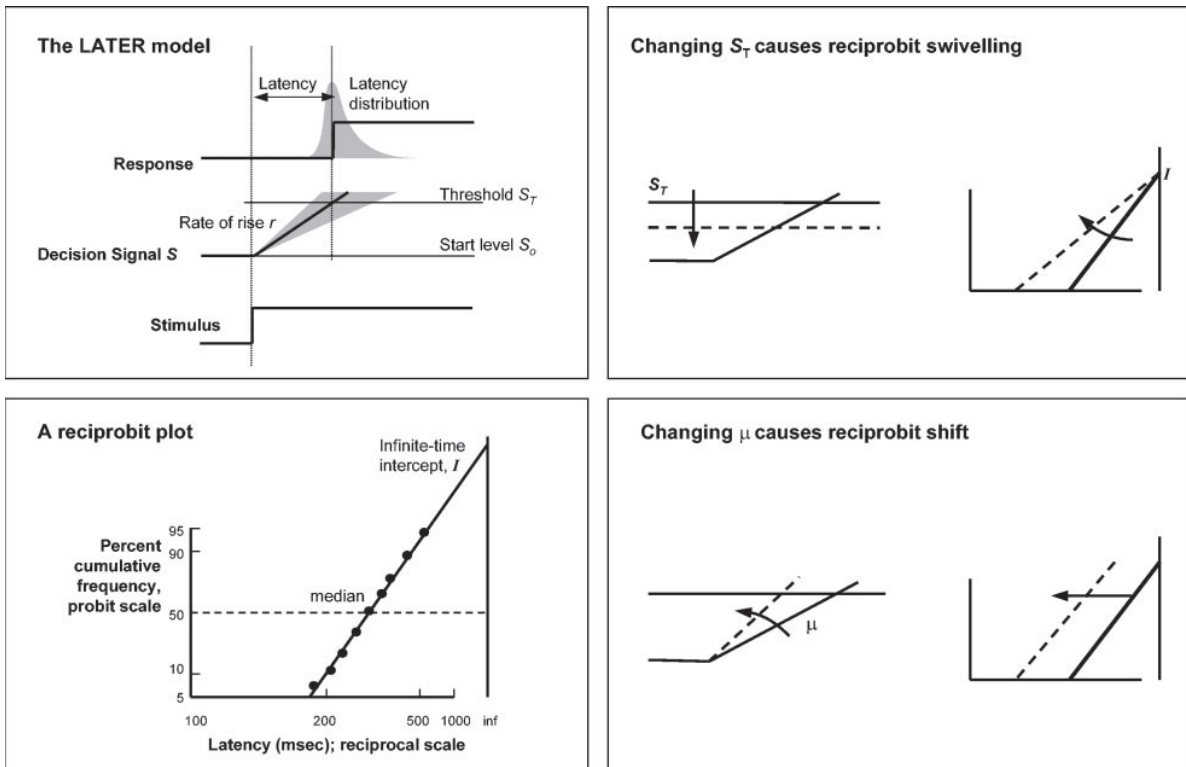 The LATER model
Latency
Latency
distribution
Response
Threshold S_T
Rate of rise r
Decision Signal S
Start level S_o
Stimulus
Changing S_T causes reciprobit swivelling
S_T
I
A reciprobit plot
Infinite-time
intercept, I
95
90
Percent
cumulative
frequency,
probit scale
median
50
10
5
100
200
500
1000
inf
Latency (msec); reciprocal scale
Changing μ causes reciprobit shift
μ